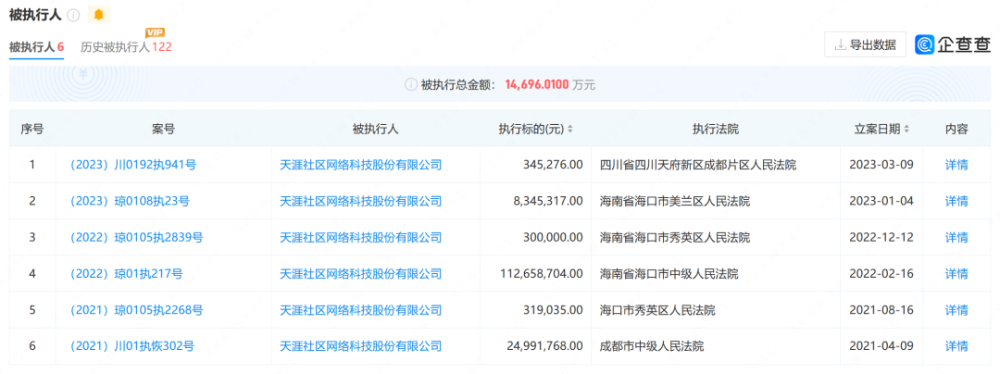 被执行人
被执行人 6 历史被执行人 122 VIP
导出数据 企查查
被执行总金额： 14,696.0100 万元
序号 案号 被执行人 执行标的(元) 执行法院 立案日期 内容
1 （2023）川0192执941号 天涯社区网络科技股份有限公司 345,276.00 四川省四川天府新区成都片区人民法院 2023-03-09 详情
2 （2023）琼0108执23号 天涯社区网络科技股份有限公司 8,345,317.00 海南省海口市美兰区人民法院 2023-01-04 详情
3 （2022）琼0105执2839号 天涯社区网络科技股份有限公司 300,000.00 海南省海口市秀英区人民法院 2022-12-12 详情
4 （2022）琼01执217号 天涯社区网络科技股份有限公司 112,658,704.00 海南省海口市中级人民法院 2022-02-16 详情
5 （2021）琼0105执2268号 天涯社区网络科技股份有限公司 319,035.00 海口市秀英区人民法院 2021-08-16 详情
6 （2021）川01执恢302号 天涯社区网络科技股份有限公司 24,991,768.00 成都市中级人民法院 2021-04-09 详情